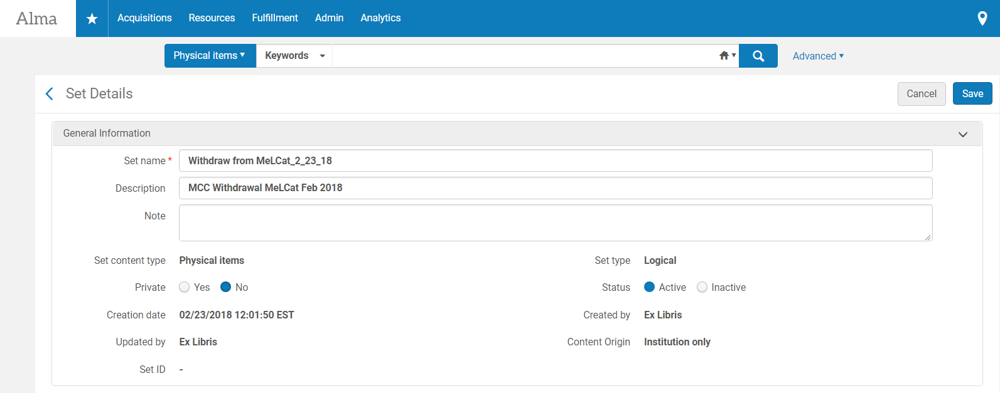 Alma Acquisitions Resources Fulfillment Admin Analytics
Physical items Keywords Advanced
Set Details Cancel Save
General Information
Set name * Withdraw from MeLCat_2_23_18
Description MCC Withdrawal MeLCat Feb 2018
Note
Set content type Physical items Set type Logical
Private Yes No Status Active Inactive
Creation date 02/23/2018 12:01:50 EST Created by Ex Libris
Updated by Ex Libris Content Origin Institution only
Set ID -